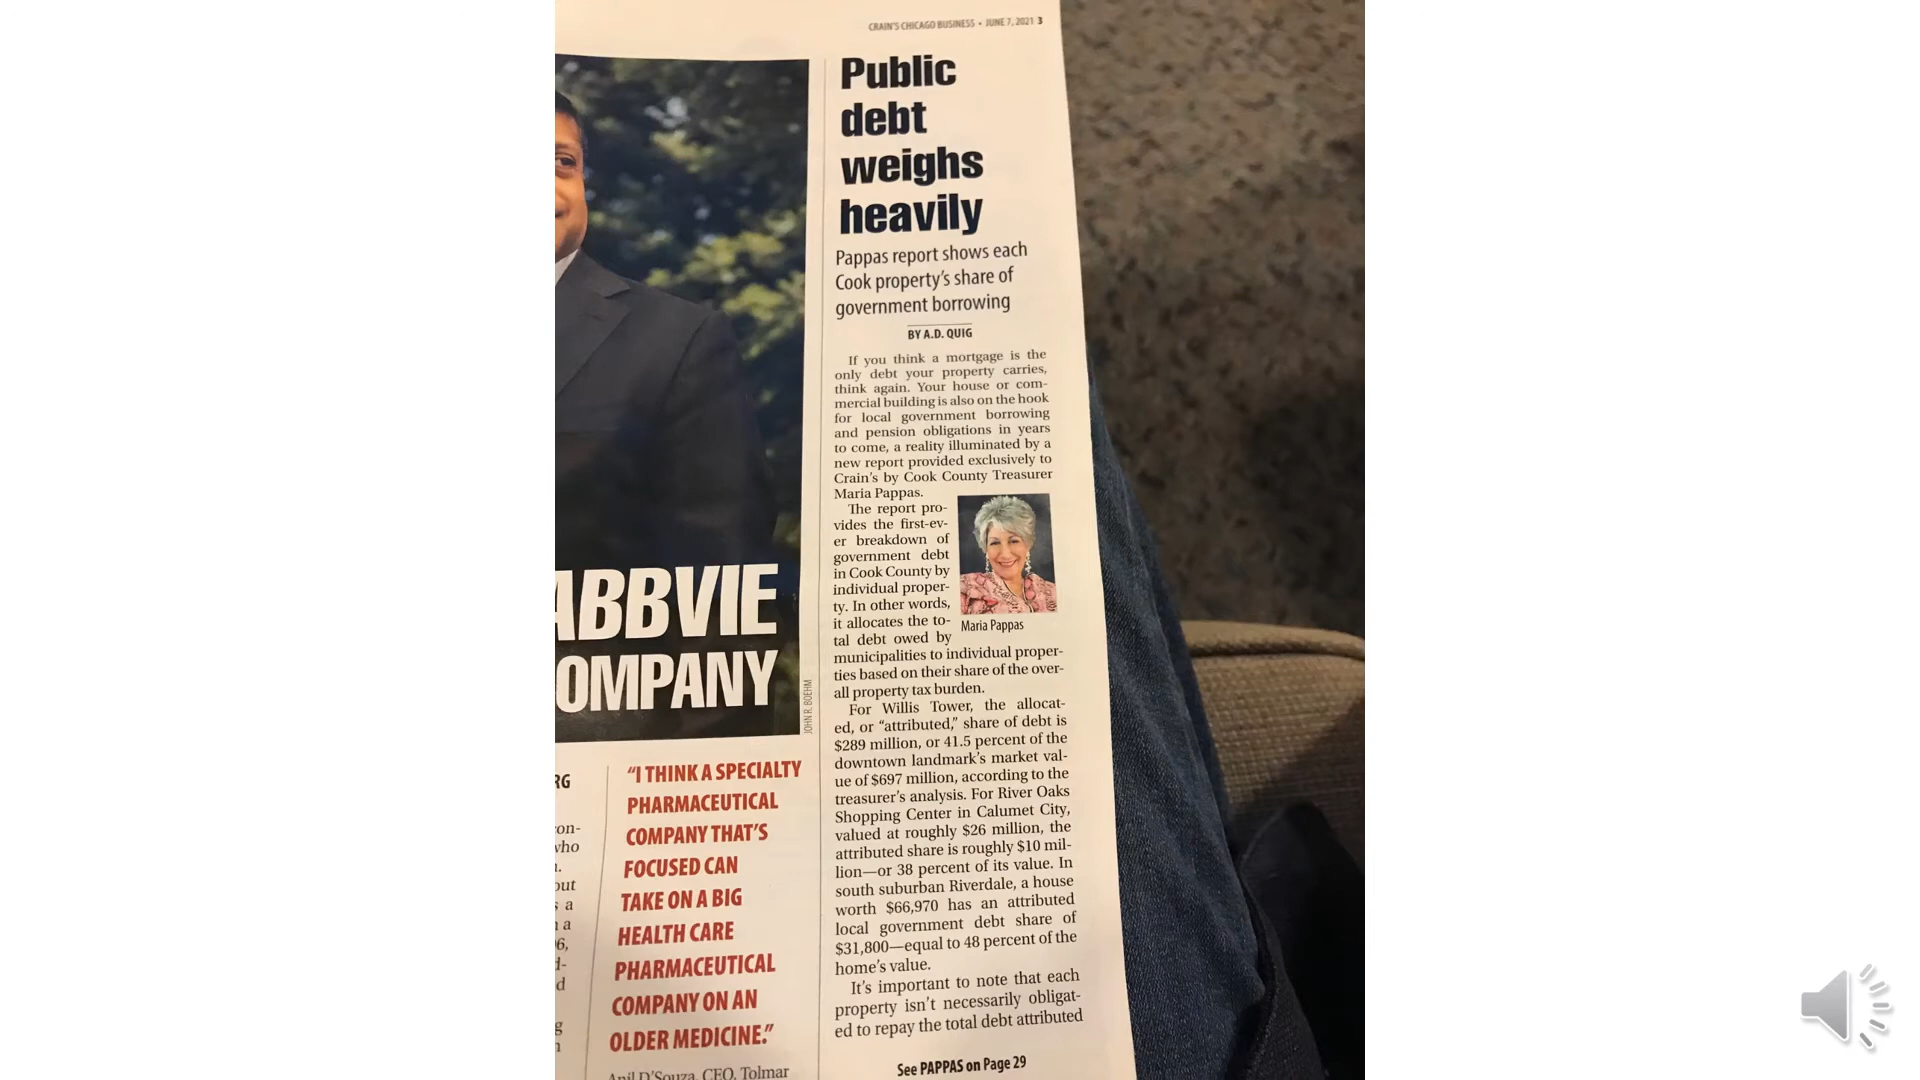 CRAIN'S CHICAGO BUSINESS • JUNE 7, 2021 3
ABBVIE
OMPANY
JOHN R. BOEHM
RG
on-
who
.
out
s a
n a
6,
d-
d
g
n
"I THINK A SPECIALTY
PHARMACEUTICAL
COMPANY THAT'S
FOCUSED CAN
TAKE ON A BIG
HEALTH CARE
PHARMACEUTICAL
COMPANY ON AN
OLDER MEDICINE."
Anil D'Souza, CEO, Tolmar
Public
debt
weighs
heavily
Pappas report shows each
Cook property's share of
government borrowing
BY A.D. QUIG
If you think a mortgage is the
only debt your property carries,
think again. Your house or com-
mercial building is also on the hook
for local government borrowing
and pension obligations in years
to come, a reality illuminated by a
new report provided exclusively to
Crain's by Cook County Treasurer
Maria Pappas.
The report pro-
vides the first-ev-
er breakdown of
government debt
in Cook County by
individual proper-
ty. In other words,
it allocates the to-
tal debt owed by
Maria Pappas
municipalities to individual proper-
ties based on their share of the over-
all property tax burden.
For Willis Tower, the allocat-
ed, or "attributed," share of debt is
$289 million, or 41.5 percent of the
downtown landmark's market val-
ue of $697 million, according to the
treasurer's analysis. For River Oaks
Shopping Center in Calumet City,
valued at roughly $26 million, the
attributed share is roughly $10 mil-
lion—or 38 percent of its value. In
south suburban Riverdale, a house
worth $66,970 has an attributed
local government debt share of
$31,800—equal to 48 percent of the
home's value.
It's important to note that each
property isn't necessarily obligat-
ed to repay the total debt attributed
See PAPPAS on Page 29